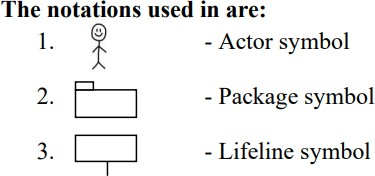 The notations used in are:
1. - Actor symbol
2. - Package symbol
3. - Lifeline symbol